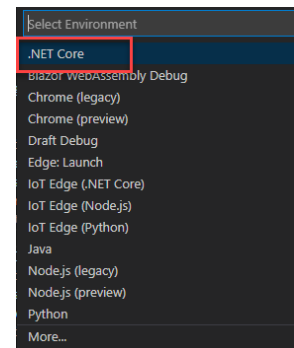 Select Environment
.NET Core
Blazor WebAssembly Debug
Chrome (legacy)
Chrome (preview)
Draft Debug
Edge: Launch
IoT Edge (.NET Core)
IoT Edge (Node.js)
IoT Edge (Python)
Java
Node.js (legacy)
Node.js (preview)
Python
More...